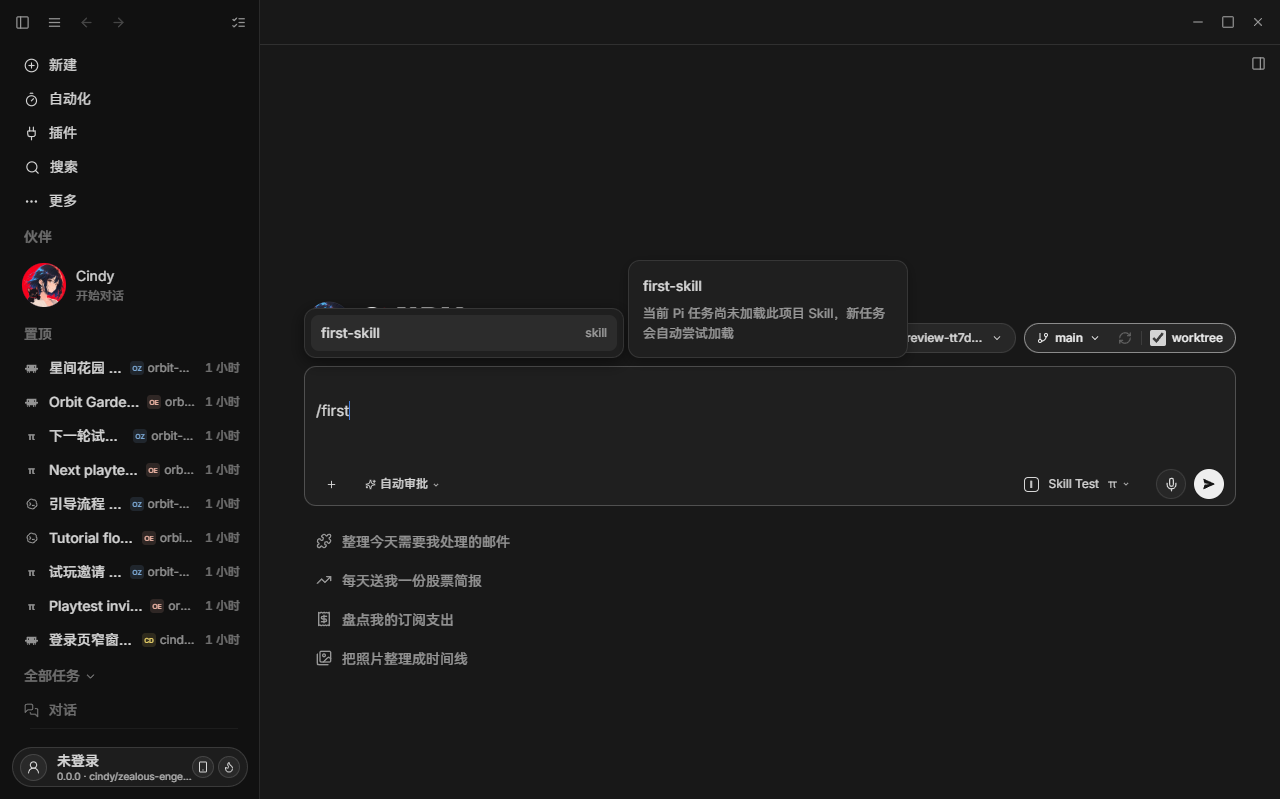 新建
自动化
插件
搜索
更多
伙伴
Cindy
开始对话
置顶
星间花园 ... OZ orbit-... 1 小时
Orbit Garde... OE orb... 1 小时
下一轮试... OZ orbit-... 1 小时
Next playte... OE orb... 1 小时
引导流程 ... OZ orbit-... 1 小时
Tutorial flo... OE orbi... 1 小时
试玩邀请 ... OZ orbit-... 1 小时
Playtest invi... OE or... 1 小时
登录页窄窗... CD cind... 1 小时
全部任务
对话
未登录
0.0.0 · cindy/zealous-enge...
first-skill skill
first-skill
当前 Pi 任务尚未加载此项目 Skill，新任务
会自动尝试加载
review-tt7d... main worktree
/first
自动审批 Skill Test π
整理今天需要我处理的邮件
每天送我一份股票简报
盘点我的订阅支出
把照片整理成时间线